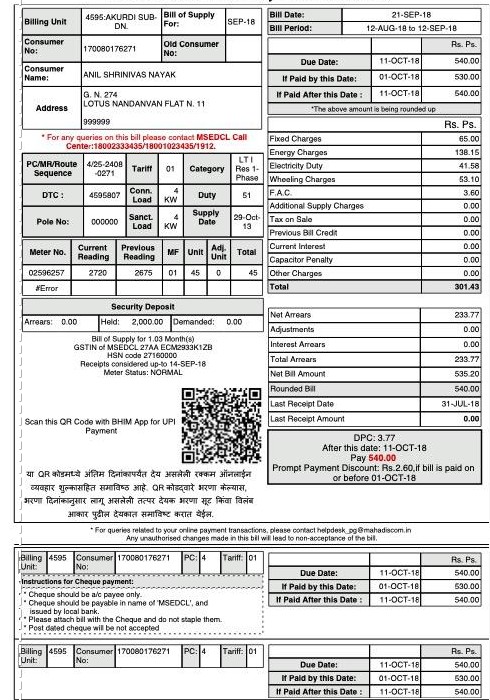 Billing Unit 4595:AKURDI SUB-DN. Bill of Supply For: SEP-18
Consumer No: 170080176271 Old Consumer No:
Consumer Name: ANIL SHRINIVAS NAYAK
Address G. N. 274
LOTUS NANDANVAN FLAT N. 11
999999
* For any queries on this bill please contact MSEDCL Call
Center:18002333435/18001023435/1912.
PC/MR/Route Sequence 4/25-2408-0271 Tariff 01 Category LT I Res 1-Phase
DTC : 4595807 Conn. Load 4 KW Duty 51
Pole No: 000000 Sanct. Load 4 KW Supply Date 29-Oct-13
Meter No. Current Reading Previous Reading MF Unit Adj. Unit Total
02596257 2720 2675 01 45 0 45
#Error
Security Deposit
Arrears: 0.00 Held: 2,000.00 Demanded: 0.00
Bill of Supply for 1.03 Month(s)
GSTIN of MSEDCL 27AA ECM2933K1ZB
HSN code 27160000
Receipts considered up to 14-SEP-18
Meter Status: NORMAL
Scan this QR Code with BHIM App for UPI
Payment
या QR कोडमध्ये अंतिम दिनांकापर्यंत देय असलेली रक्कम ऑनलाईन
व्यवहार शुल्कासहित समाविष्ठ आहे. QR कोडद्वारे भरणा केल्यास,
भरणा दिनांकानुसार लागू असलेली तत्पर देयक भरणा सूट किंवा विलंब
आकार पुढील देयकात समाविष्ट करात येईल.
Bill Date: 21-SEP-18
Bill Period: 12-AUG-18 to 12-SEP-18
Rs. Ps.
Due Date: 11-OCT-18 540.00
If Paid by this Date: 01-OCT-18 530.00
If Paid After this Date : 11-OCT-18 540.00
*The above amount is being rounded up
Rs. Ps.
Fixed Charges 65.00
Energy Charges 138.15
Electricity Duty 41.58
Wheeling Charges 53.10
F.A.C. 3.60
Additional Supply Charges 0.00
Tax on Sale 0.00
Previous Bill Credit 0.00
Current Interest 0.00
Capacitor Penalty 0.00
Other Charges 0.00
Total 301.43
Net Arrears 233.77
Adjustments 0.00
Interest Arrears 0.00
Total Arrears 233.77
Net Bill Amount 535.20
Rounded Bill 540.00
Last Receipt Date 31-JUL-18
Last Receipt Amount 0.00
DPC: 3.77
After this date: 11-OCT-18
Pay 540.00
Prompt Payment Discount: Rs.2.60,if bill is paid on
or before 01-OCT-18
* For queries related to your online payment transactions, please contact helpdesk_pg@mahadiscom.in
Any unauthorised changes made in this bill will lead to non-acceptance of the bill.
Billing Unit: 4595 Consumer No: 170080176271 PC: 4 Tariff: 01
Instructions for Cheque payment:
* Cheque should be a/c payee only.
* Cheque should be payable in name of 'MSEDCL', and
issued by local bank.
* Please attach bill with the Cheque and do not staple them.
* Post dated cheque will not be accepted
Rs. Ps.
Due Date: 11-OCT-18 540.00
If Paid by this Date: 01-OCT-18 530.00
If Paid After this Date : 11-OCT-18 540.00
Billing Unit: 4595 Consumer No: 170080176271 PC: 4 Tariff: 01
Rs. Ps.
Due Date: 11-OCT-18 540.00
If Paid by this Date: 01-OCT-18 530.00
If Paid After this Date : 11-OCT-18 540.00